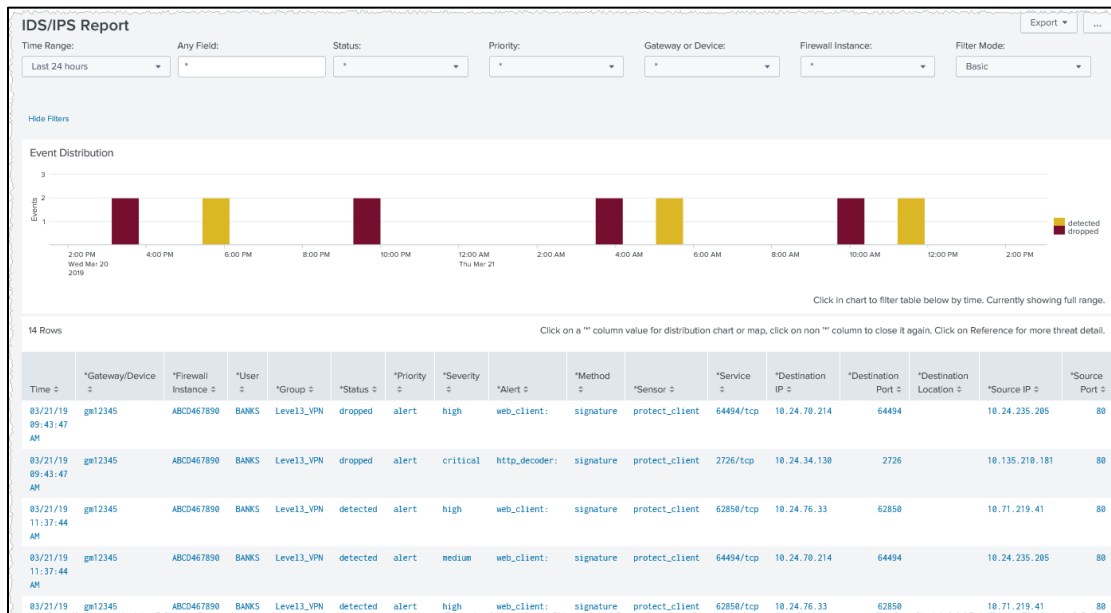 IDS/IPS Report
Export
...
Time Range: Any Field: Status: Priority: Gateway or Device: Firewall Instance: Filter Mode:
Last 24 hours * * * * * Basic
Hide Filters
Event Distribution
3
2
1
Events
detected
dropped
2:00 PM 4:00 PM 6:00 PM 8:00 PM 10:00 PM 12:00 AM 2:00 AM 4:00 AM 6:00 AM 8:00 AM 10:00 AM 12:00 PM 2:00 PM
Wed Mar 20 Thu Mar 21
2019
Click in chart to filter table below by time. Currently showing full range.
14 Rows Click on a "*" column value for distribution chart or map, click on non "*" column to close it again. Click on Reference for more threat detail.
*Gateway/Device *Firewall *User *Priority *Severity *Method *Service *Destination *Destination *Destination *Source
Time Instance *Group *Status *Alert *Sensor IP Port Location *Source IP Port
03/21/19 gm12345 ABCD467890 BANKS Level3_VPN dropped alert high web_client: signature protect_client 64494/tcp 10.24.70.214 64494 10.24.235.205 80
09:43:47
AM
03/21/19 gm12345 ABCD467890 BANKS Level3_VPN dropped alert critical http_decoder: signature protect_client 2726/tcp 10.24.34.130 2726 10.135.210.181 80
09:43:47
AM
03/21/19 gm12345 ABCD467890 BANKS Level3_VPN detected alert high web_client: signature protect_client 62850/tcp 10.24.76.33 62850 10.71.219.41 80
11:37:44
AM
03/21/19 gm12345 ABCD467890 BANKS Level3_VPN detected alert medium web_client: signature protect_client 64494/tcp 10.24.70.214 64494 10.24.235.205 80
11:37:44
AM
03/21/19 gm12345 ABCD467890 BANKS Level3_VPN detected alert high web_client: signature protect_client 62850/tcp 10.24.76.33 62850 10.71.219.41 80